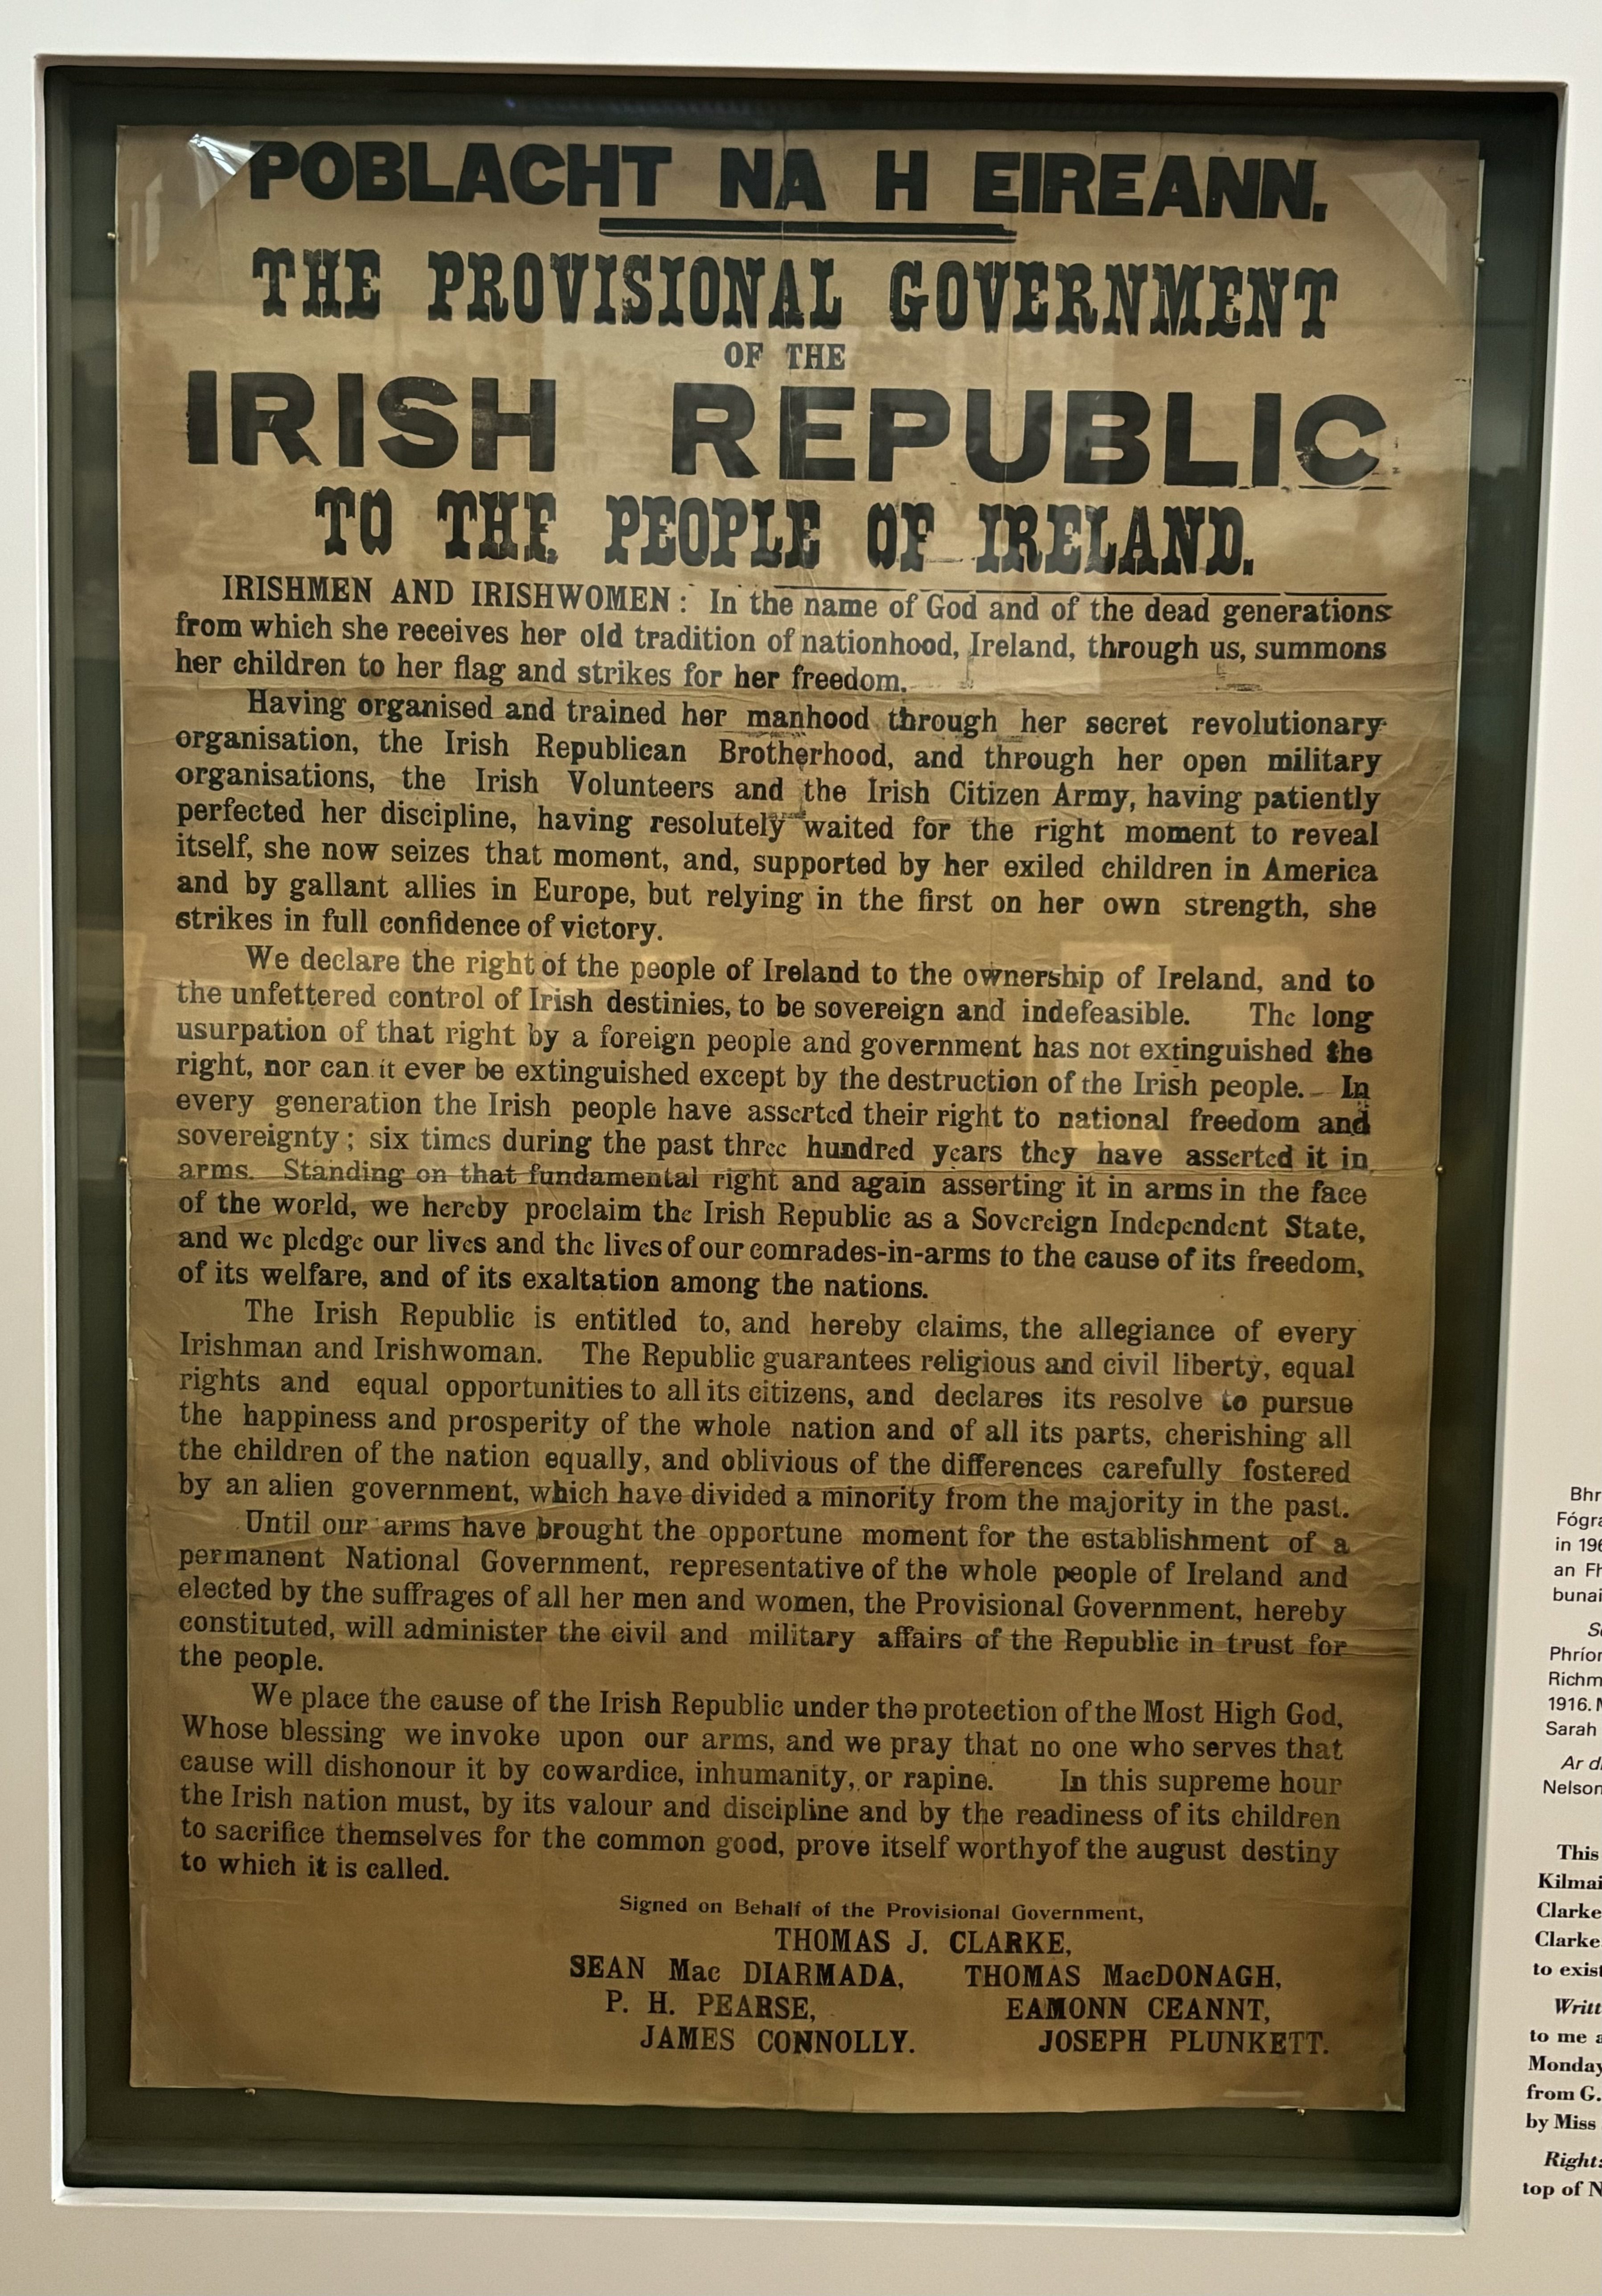 POBLACHT NA H EIREANN.
THE PROVISIONAL GOVERNMENT
OF THE
IRISH REPUBLIC
TO THE PEOPLE OF IRELAND.
IRISHMEN AND IRISHWOMEN: In the name of God and of the dead generations
from which she receives her old tradition of nationhood, Ireland, through us, summons
her children to her flag and strikes for her freedom.
Having organised and trained her manhood through her secret revolutionary
organisation, the Irish Republican Brotherhood, and through her open military
organisations, the Irish Volunteers and the Irish Citizen Army, having patiently
perfected her discipline, having resolutely waited for the right moment to reveal
itself, she now seizes that moment, and, supported by her exiled children in America
and by gallant allies in Europe, but relying in the first on her own strength, she
strikes in full confidence of victory.
We declare the right of the people of Ireland to the ownership of Ireland, and to
the unfettered control of Irish destinies, to be sovereign and indefeasible. The long
usurpation of that right by a foreign people and government has not extinguished the
right, nor can it ever be extinguished except by the destruction of the Irish people. In
every generation the Irish people have asserted their right to national freedom and
sovereignty; six times during the past three hundred years they have asserted it in
arms. Standing on that fundamental right and again asserting it in arms in the face
of the world, we hereby proclaim the Irish Republic as a Sovereign Independent State,
and we pledge our lives and the lives of our comrades-in-arms to the cause of its freedom,
of its welfare, and of its exaltation among the nations.
The Irish Republic is entitled to, and hereby claims, the allegiance of every
Irishman and Irishwoman. The Republic guarantees religious and civil liberty, equal
rights and equal opportunities to all its citizens, and declares its resolve to pursue
the happiness and prosperity of the whole nation and of all its parts, cherishing all
the children of the nation equally, and oblivious of the differences carefully fostered
by an alien government, which have divided a minority from the majority in the past.
Until our arms have brought the opportune moment for the establishment of a
permanent National Government, representative of the whole people of Ireland and
elected by the suffrages of all her men and women, the Provisional Government, hereby
constituted, will administer the civil and military affairs of the Republic in trust for
the people.
We place the cause of the Irish Republic under the protection of the Most High God,
Whose blessing we invoke upon our arms, and we pray that no one who serves that
cause will dishonour it by cowardice, inhumanity, or rapine. In this supreme hour
the Irish nation must, by its valour and discipline and by the readiness of its children
to sacrifice themselves for the common good, prove itself worthy of the august destiny
to which it is called.
Signed on Behalf of the Provisional Government,
THOMAS J. CLARKE,
SEAN Mac DIARMADA, THOMAS MacDONAGH,
P. H. PEARSE, EAMONN CEANNT,
JAMES CONNOLLY. JOSEPH PLUNKETT.
in
an
1916.
Sarah
Nelson
This
Clarke
Clarke
to exist
to me
Monday
from G.
by Miss
Right:
top of N